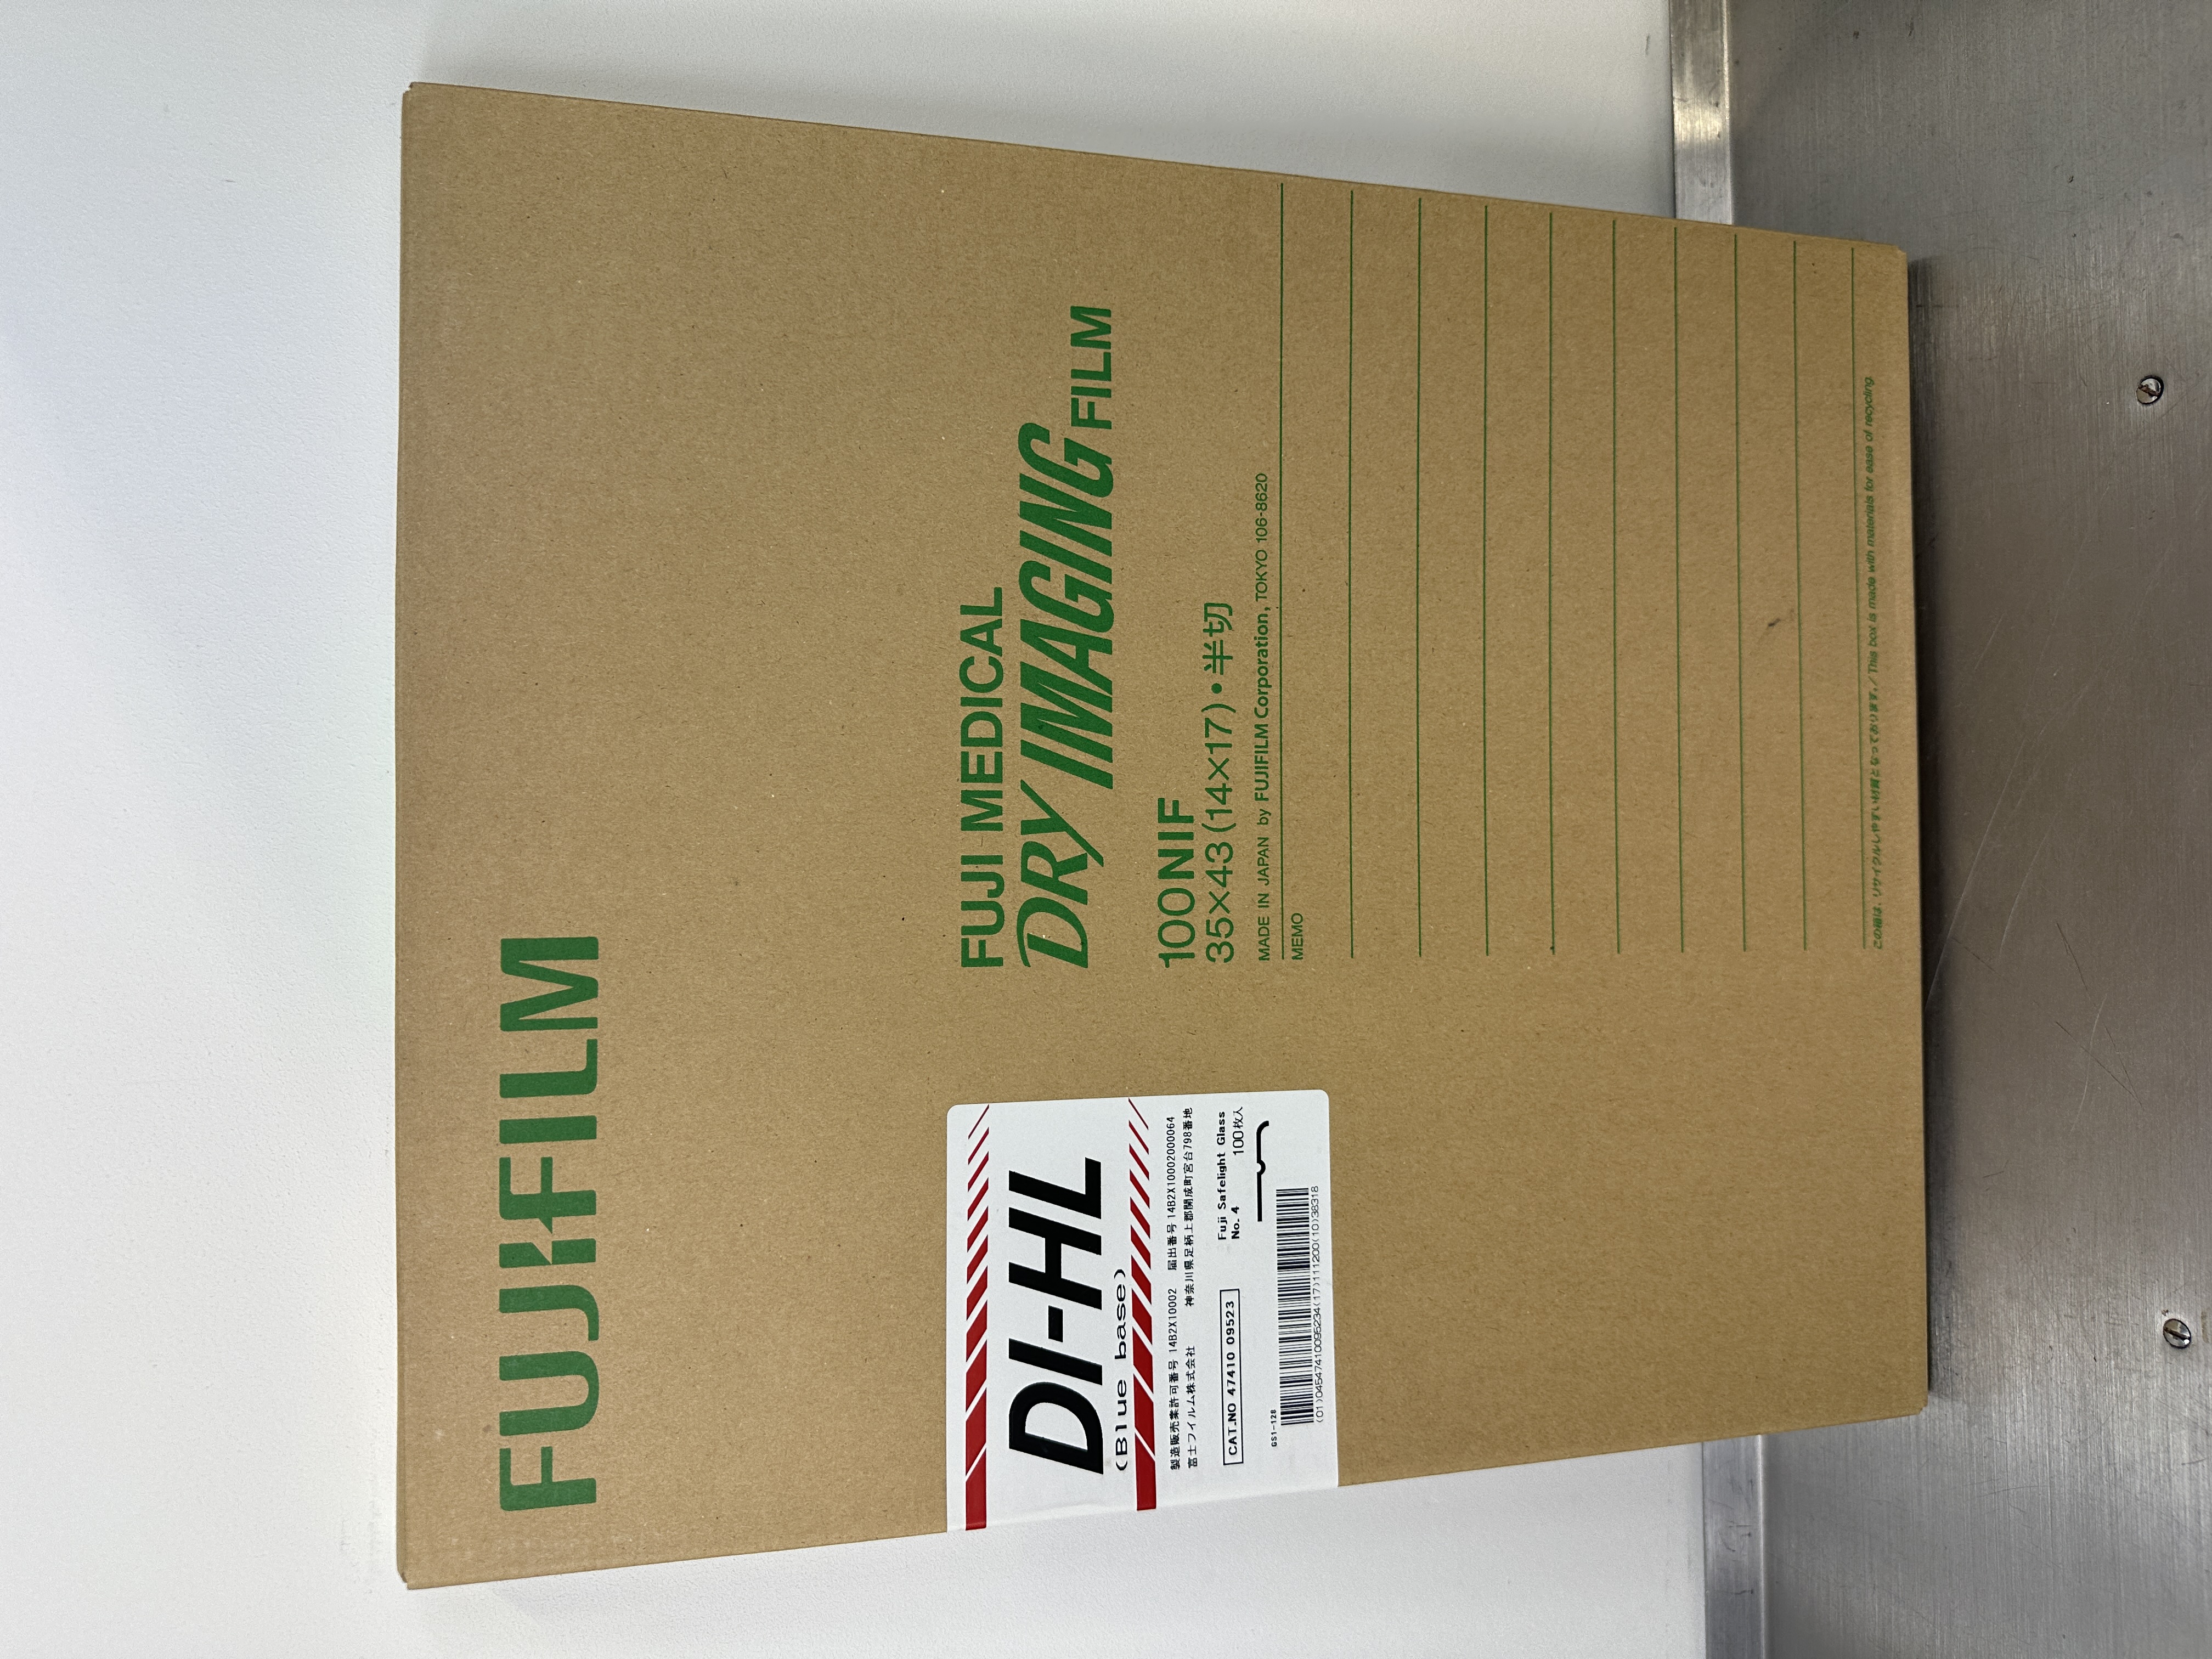 FUJIFILM
FUJI MEDICAL
DRY IMAGING FILM
100NIF
35×43(14×17)・半切
MADE IN JAPAN by FUJIFILM Corporation, TOKYO 106-8620
MEMO
この箱は、リサイクルしやすい材質となっております。/ This box is made with materials for ease of recycling.
DI-HL
(Blue base)
製造販売業許可番号 14B2X10002 届出番号 14B2X10002000064
富士フイルム株式会社 神奈川県足柄上郡開成町宮台798番地
CAT.NO 47410 09523
Fuji Safelight Glass
No. 4
100枚入
GS1-128
(01)04547410095234(17)111200(10)38318